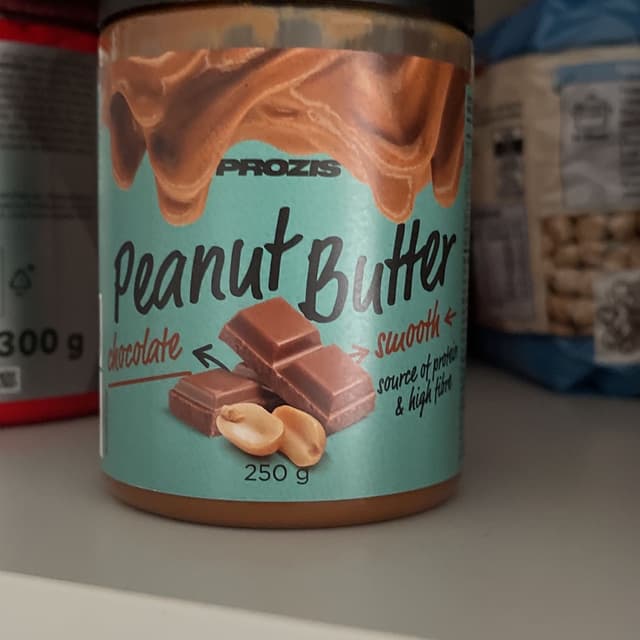 PROZIS
Peanut Butter
chocolate
smooth
source of protein
& high fibre
250 g
300 g